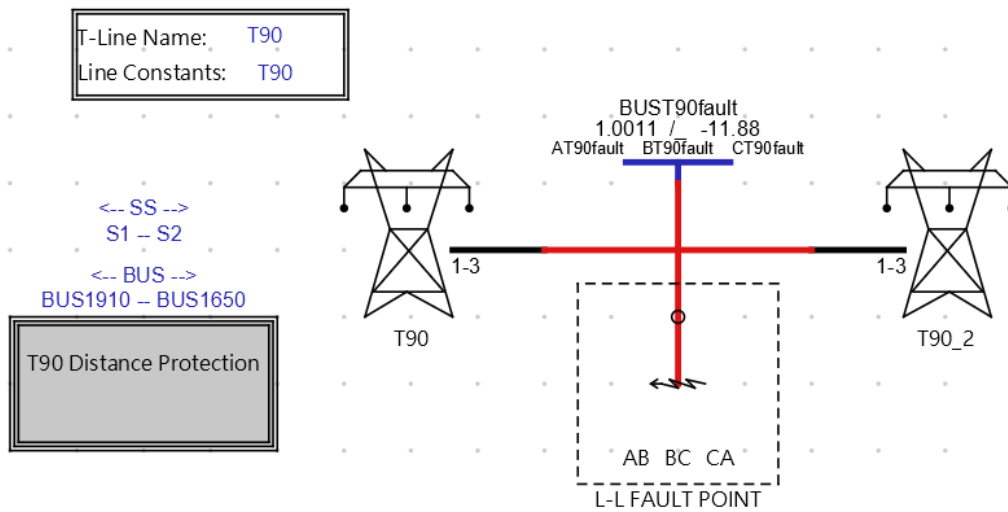 T-Line Name: T90
Line Constants: T90
BUST90fault
1.0011 /_ -11.88
AT90fault BT90fault CT90fault
<-- SS -->
S1 -- S2
<-- BUS -->
BUS1910 -- BUS1650
1-3
1-3
T90
T90_2
T90 Distance Protection
AB BC CA
L-L FAULT POINT